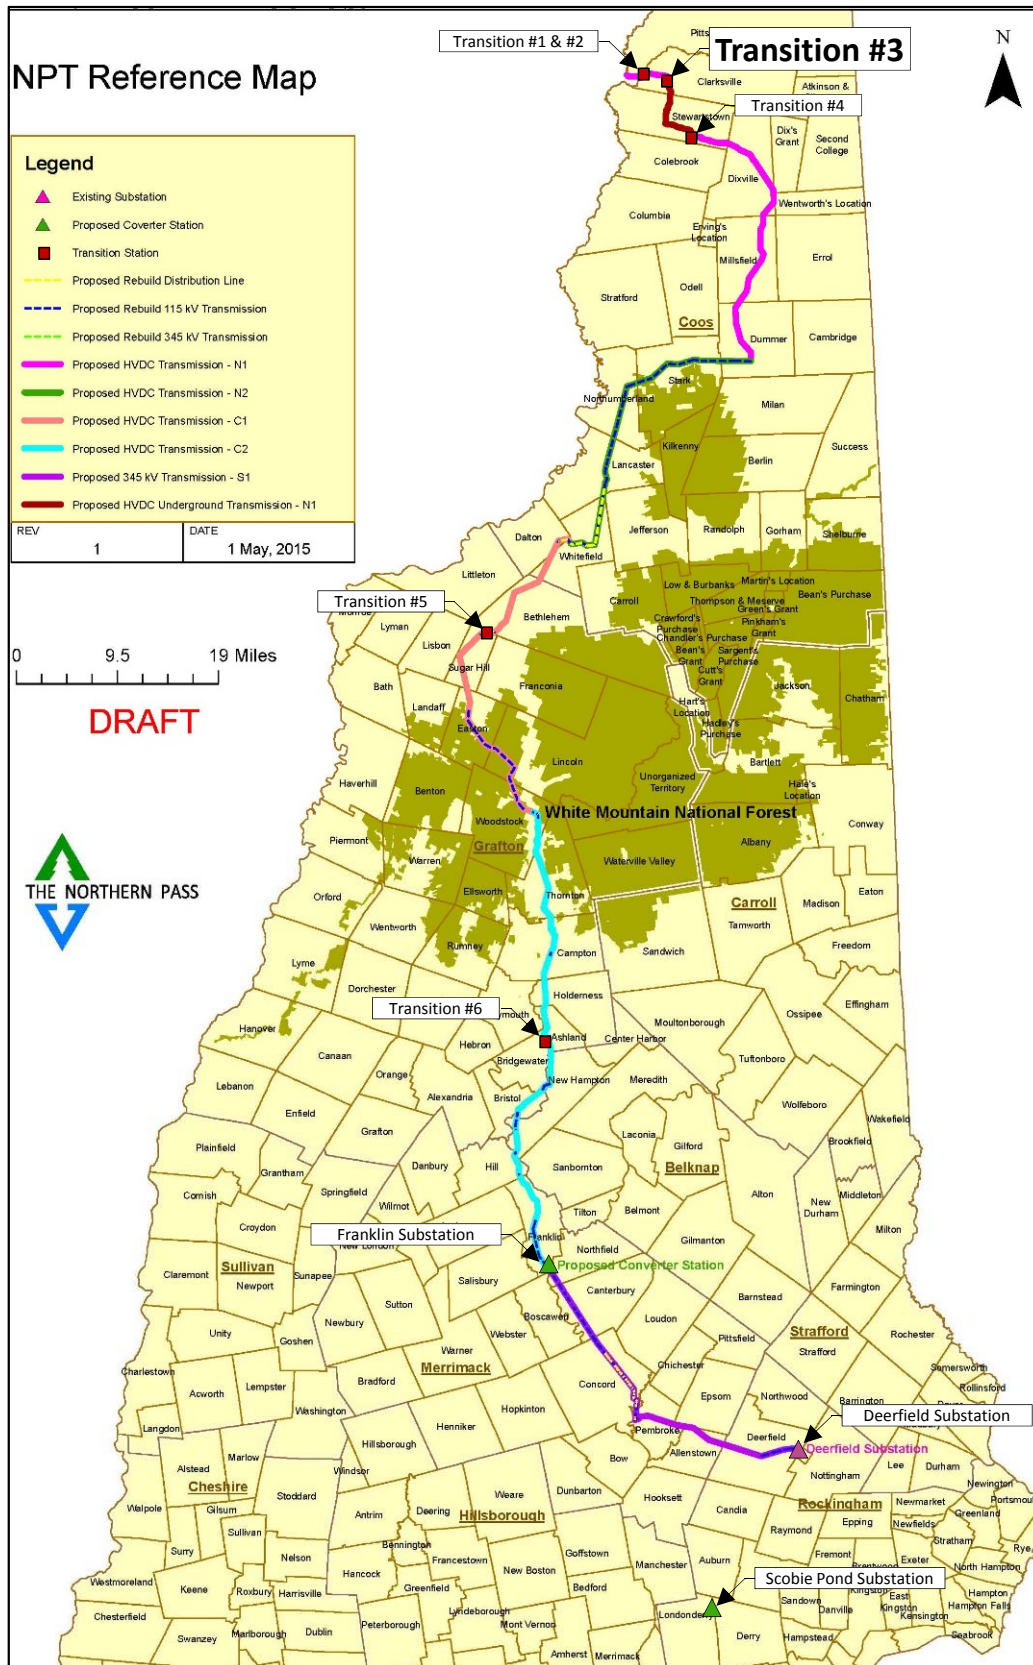 Transition #1 & #2
Transition #3
N
NPT Reference Map
Clarksville
Atkinson &
Transition #4
Stewartstown
Dix's
Grant
Second
College
Colebrook
Dixville
Wentworth's Location
Columbia
Erving's
Location
Millsfield
Errol
Odell
Stratford
Coos
Dummer
Cambridge
Legend
Existing Substation
Proposed Coverter Station
Transition Station
Proposed Rebuild Distribution Line
Proposed Rebuild 115 kV Transmission
Proposed Rebuild 345 kV Transmission
Proposed HVDC Transmission - N1
Proposed HVDC Transmission - N2
Proposed HVDC Transmission - C1
Proposed HVDC Transmission - C2
Proposed 345 kV Transmission - S1
Proposed HVDC Underground Transmission - N1
REV
1
DATE
1 May, 2015
Stark
Northumberland
Milan
Kilkenny
Success
Lancaster
Berlin
Jefferson
Randolph
Gorham
Shelburne
Dalton
Whitefield
Littleton
Low & Burbanks
Martin's Location
Carroll
Thompson & Meserve
Bean's Purchase
Green's Grant
Transition #5
Bethlehem
Crawford's
Purchase
Pinkham's
Grant
Lyman
Chandler's Purchase
Lisbon
Bean's
Grant
Sargent's
Purchase
0 9.5 19 Miles
Sugar Hill
Cutt's
Grant
Bath
Franconia
Jackson
DRAFT
Landaff
Hart's
Location
Chatham
Easton
Hadley's
Purchase
Lincoln
Bartlett
Haverhill
Benton
Unorganized
Territory
Hale's
Location
White Mountain National Forest
Woodstock
Conway
Piermont
Grafton
Albany
THE NORTHERN PASS
Warren
Waterville Valley
Orford
Ellsworth
Thornton
Carroll
Madison
Eaton
Wentworth
Tamworth
Rumney
Campton
Sandwich
Freedom
Lyme
Dorchester
Holderness
Effingham
Transition #6
Ossipee
Hanover
Moultonborough
Hebron
Ashland
Center Harbor
Canaan
Bridgewater
Tuftonboro
Orange
New Hampton
Meredith
Lebanon
Alexandria
Bristol
Wolfeboro
Enfield
Wakefield
Grafton
Laconia
Plainfield
Gilford
Brookfield
Danbury
Hill
Sanbornton
Belknap
Grantham
Springfield
Alton
Middleton
Cornish
Wilmot
New
Durham
Tilton
Belmont
Croydon
Milton
Franklin Substation
Franklin
Northfield
Gilmanton
New London
Sullivan
Proposed Converter Station
Claremont
Sunapee
Newport
Salisbury
Canterbury
Farmington
Sutton
Barnstead
Newbury
Boscawen
Loudon
Unity
Goshen
Webster
Pittsfield
Strafford
Rochester
Warner
Strafford
Charlestown
Merrimack
Chichester
Somersworth
Lempster
Bradford
Concord
Rollinsford
Acworth
Epsom
Northwood
Barrington
Washington
Hopkinton
Langdon
Henniker
Deerfield Substation
Pembroke
Deerfield
Hillsborough
Allenstown
Deerfield Substation
Marlow
Bow
Lee
Durham
Alstead
Windsor
Nottingham
Newington
Cheshire
Stoddard
Weare
Dunbarton
Hooksett
Rockingham
Newmarket
Walpole
Gilsum
Antrim
Deering
Candia
Epping
Newfields
Greenland
Hillsborough
Raymond
Sullivan
Bennington
Goffstown
Stratham
Rye
Surry
Nelson
Francestown
Manchester
Auburn
Fremont
Exeter
Hancock
New Boston
North Hampton
Westmoreland
Keene
Roxbury
Harrisville
Greenfield
Bedford
Scobie Pond Substation
Kingston
East
Kingston
Hampton
Lyndeborough
Sandown
Danville
Hampton Falls
Chesterfield
Peterborough
Mont Vernon
Londonderry
Kensington
Swanzey
Marlborough
Dublin
Derry
Hampstead
Seabrook
Amherst
Merrimack